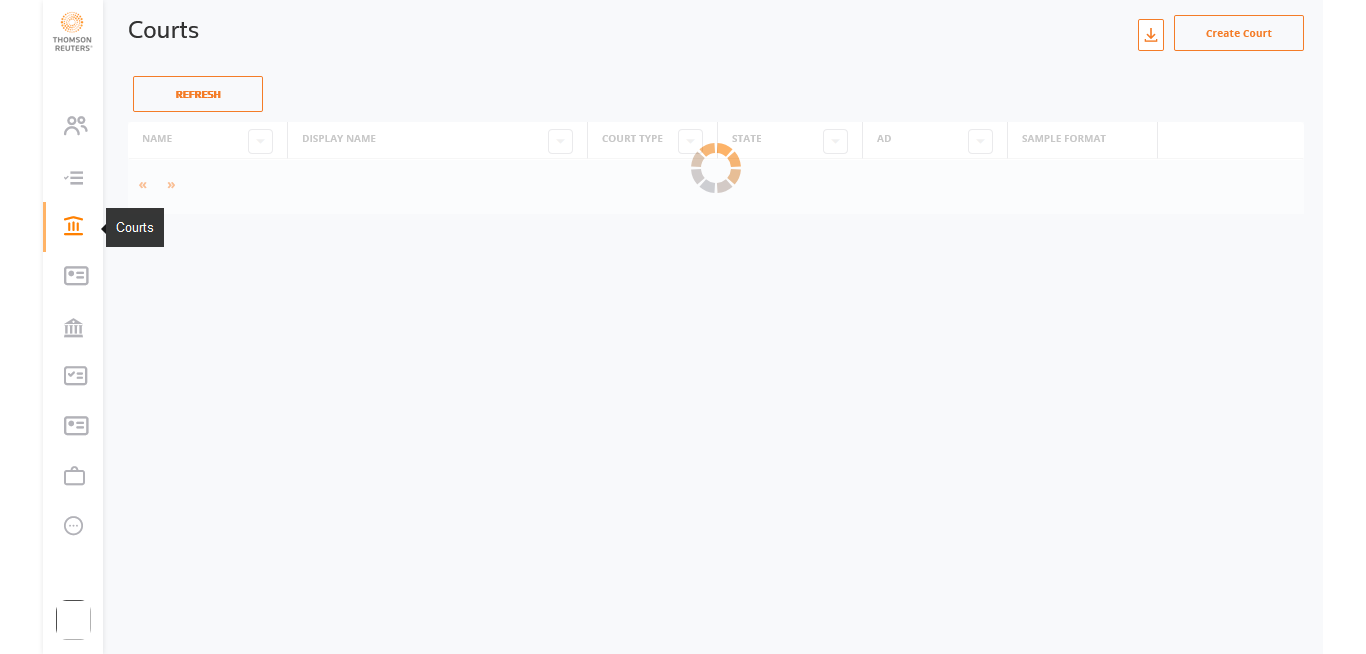 THOMSON
REUTERS®
Courts
Create Court
REFRESH
NAME
DISPLAY NAME
COURT TYPE
STATE
AD
SAMPLE FORMAT
« »
Courts